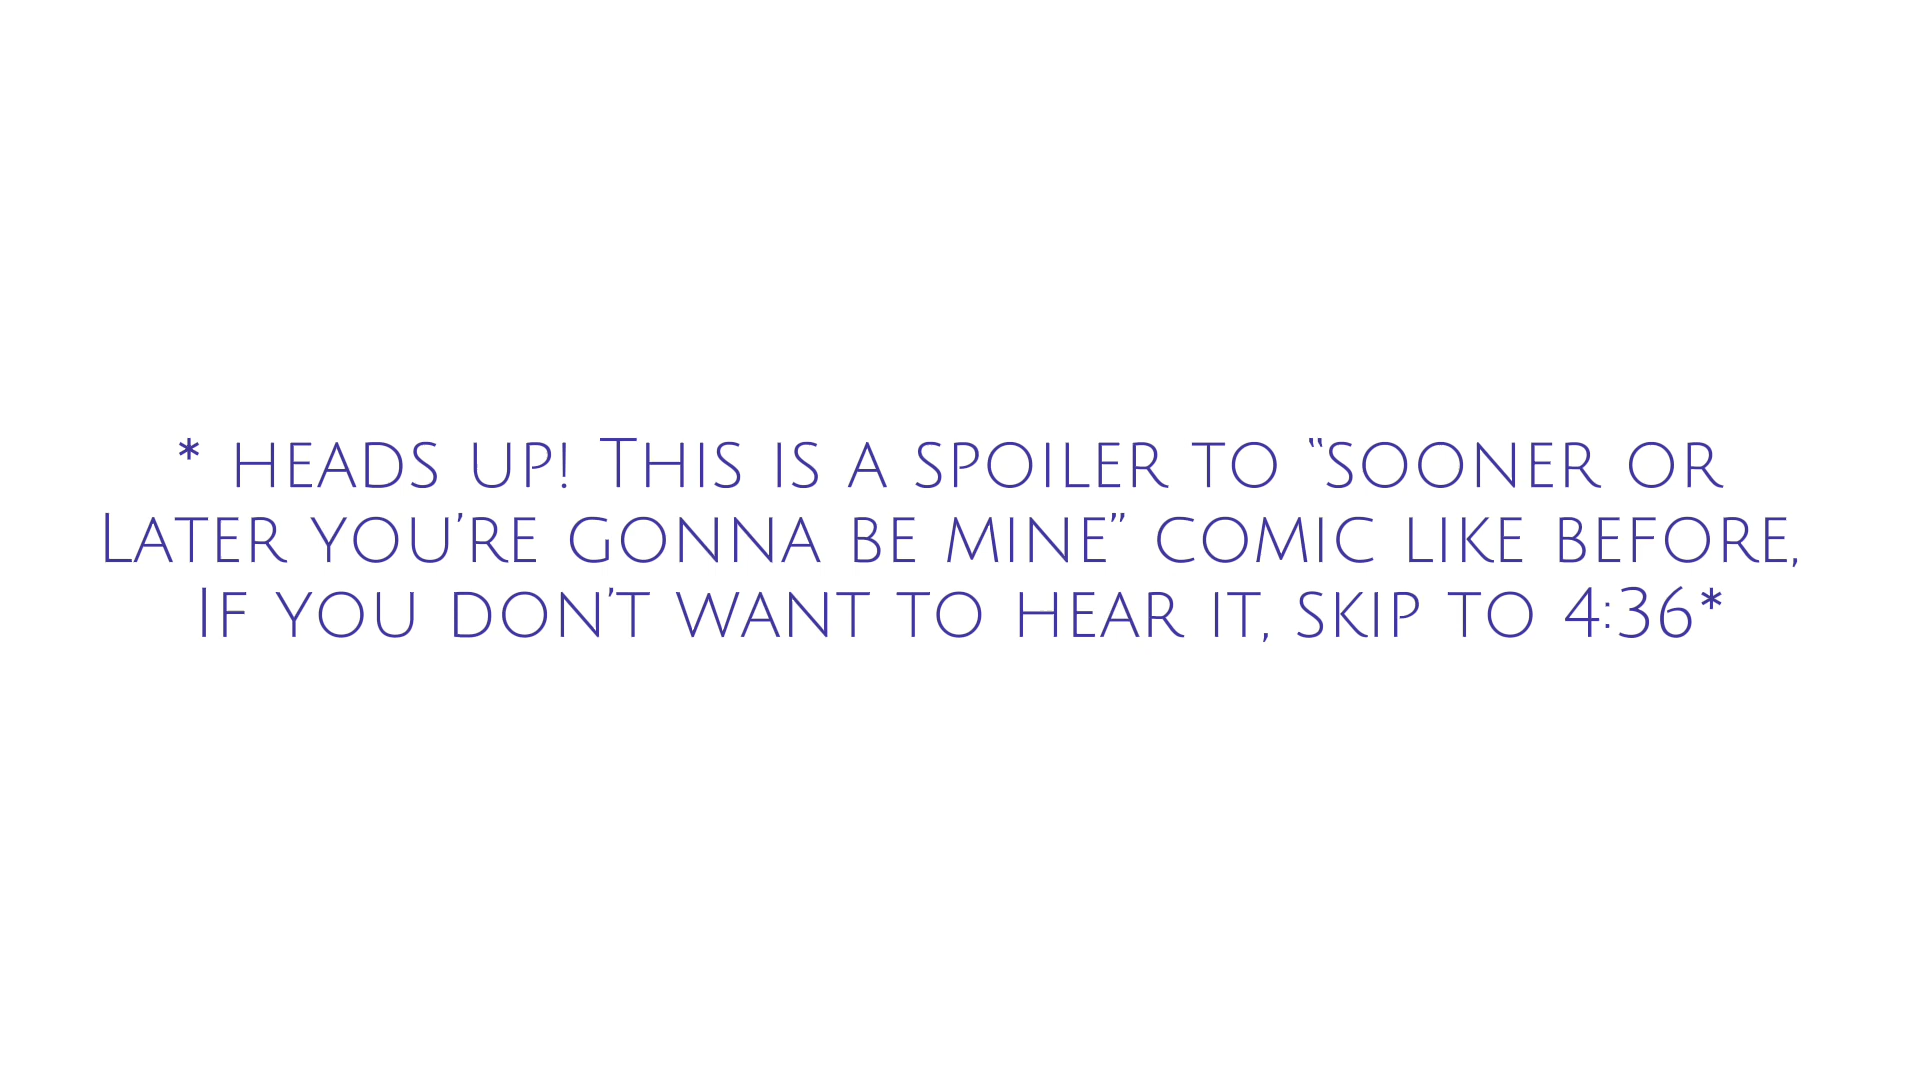 * heads up! This is a spoiler to “sooner or
Later you’re gonna be mine” comic like before,
If you don’t want to hear it, skip to 4:36*